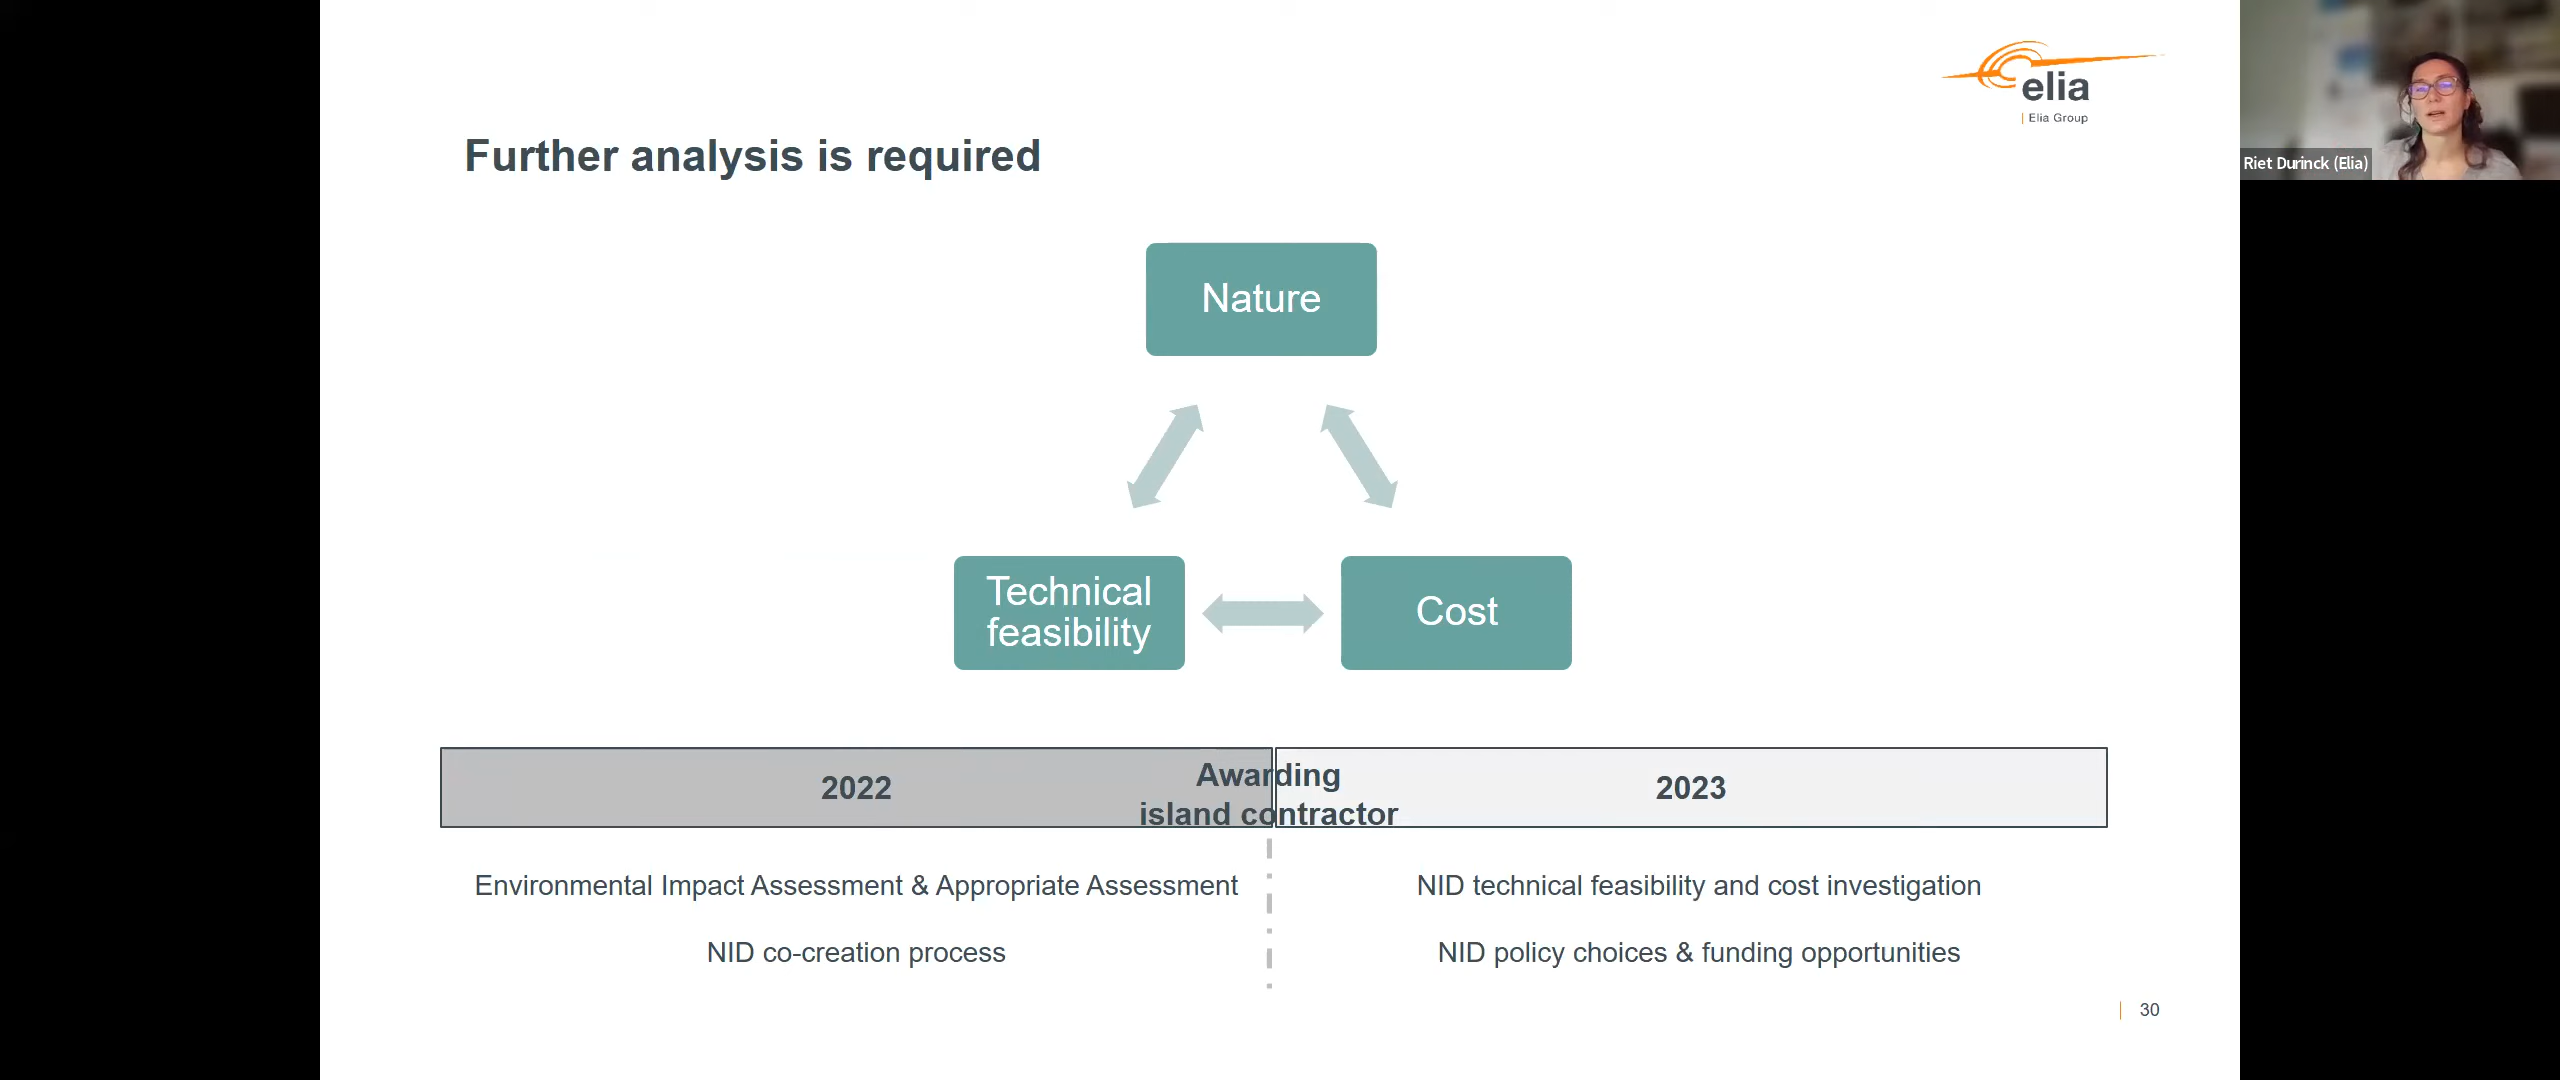 elia
Elia Group
Riet Durinck (Elia)
Further analysis is required
Nature
Technical
feasibility
Cost
2022
Awarding
island contractor
2023
Environmental Impact Assessment & Appropriate Assessment
NID technical feasibility and cost investigation
NID co-creation process
NID policy choices & funding opportunities
30